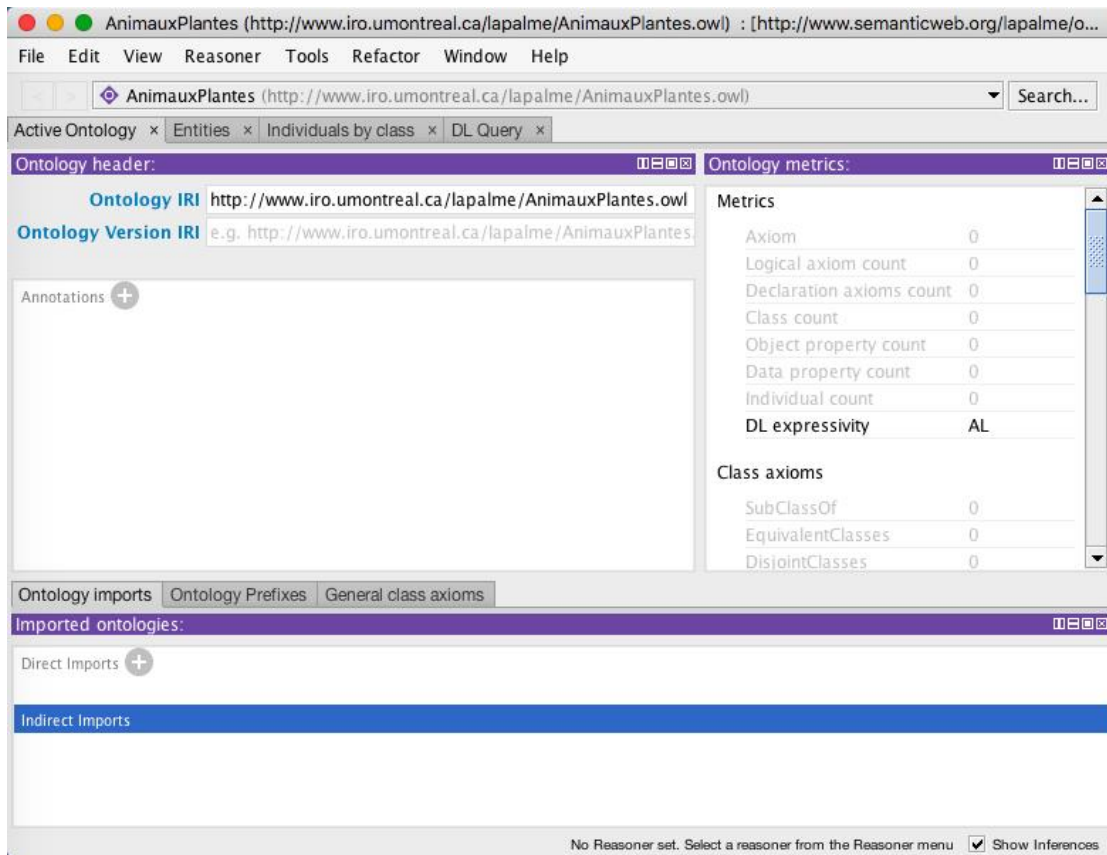 AnimauxPlantes (http://www.iro.umontreal.ca/lapalme/AnimauxPlantes.owl) : [http://www.semanticweb.org/lapalme/o...
File Edit View Reasoner Tools Refactor Window Help
< > AnimauxPlantes (http://www.iro.umontreal.ca/lapalme/AnimauxPlantes.owl) Search...
Active Ontology × Entities × Individuals by class × DL Query ×
Ontology header:
Ontology IRI http://www.iro.umontreal.ca/lapalme/AnimauxPlantes.owl
Ontology Version IRI e.g. http://www.iro.umontreal.ca/lapalme/AnimauxPlantes.
Annotations
Ontology metrics:
Metrics
Axiom 0
Logical axiom count 0
Declaration axioms count 0
Class count 0
Object property count 0
Data property count 0
Individual count 0
DL expressivity AL
Class axioms
SubClassOf 0
EquivalentClasses 0
DisjointClasses 0
Ontology imports Ontology Prefixes General class axioms
Imported ontologies:
Direct Imports
Indirect Imports
No Reasoner set. Select a reasoner from the Reasoner menu Show Inferences